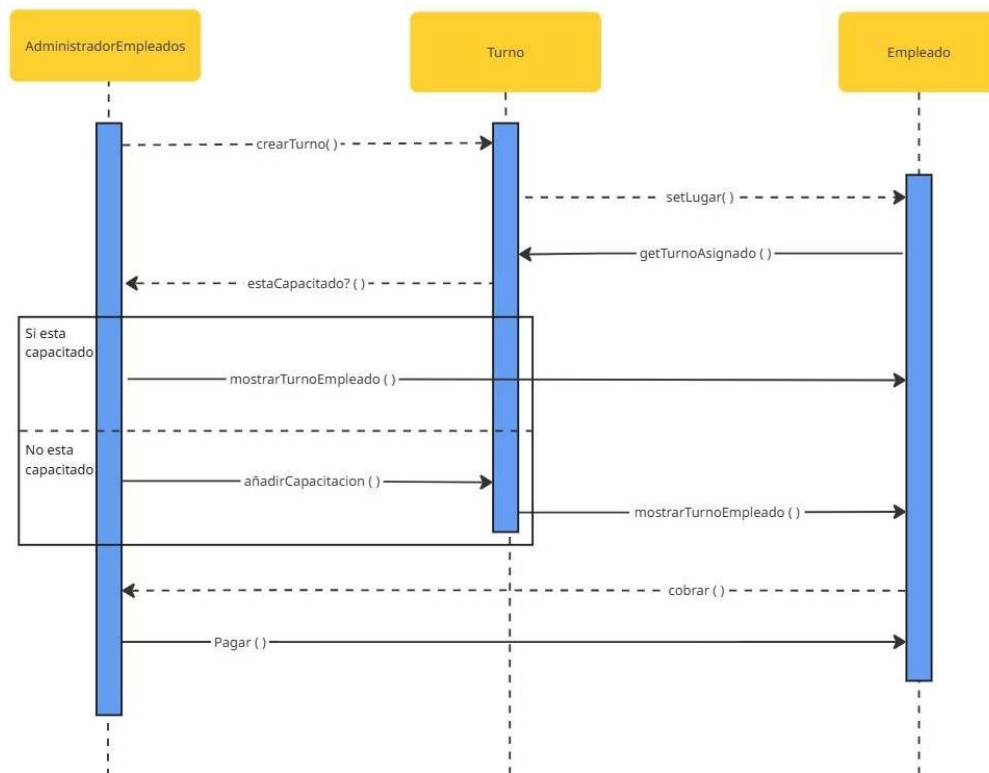 AdministradorEmpleados
Turno
Empleado
crearTurno( )
setLugar( )
getTurnoAsignado ( )
estaCapacitado? ( )
Si esta
capacitado
mostrarTurnoEmpleado ( )
No esta
capacitado
añadirCapacitacion ( )
mostrarTurnoEmpleado ( )
cobrar ( )
Pagar ( )